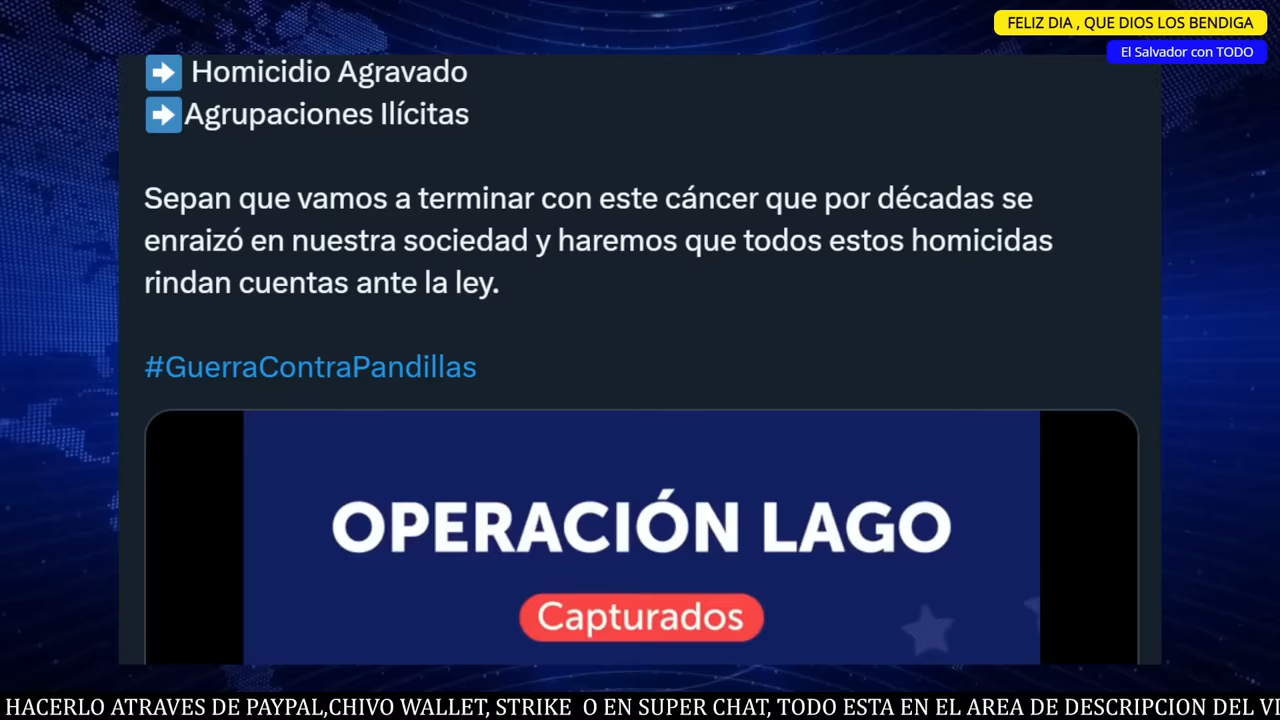 FELIZ DIA , QUE DIOS LOS BENDIGA
El Salvador con TODO
➡ Homicidio Agravado
➡Agrupaciones Ilícitas
Sepan que vamos a terminar con este cáncer que por décadas se
enraizó en nuestra sociedad y haremos que todos estos homicidas
rindan cuentas ante la ley.
#GuerraContraPandillas
OPERACIÓN LAGO
Capturados
HACERLO ATRAVES DE PAYPAL,CHIVO WALLET, STRIKE O EN SUPER CHAT, TODO ESTA EN EL AREA DE DESCRIPCION DEL